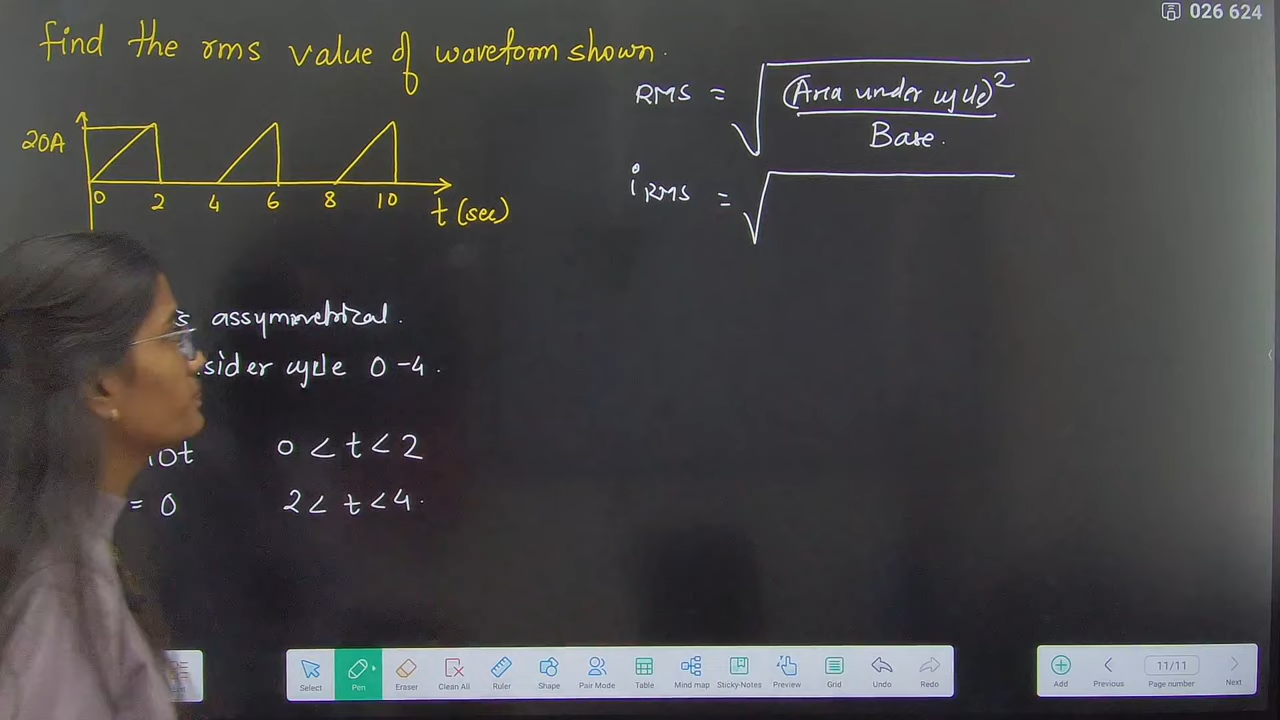 026 624
find the rms value of waveform shown.
20A
0 2 4 6 8 10 t (sec)
RMS = √ (Area under cycle)²
Base.
i RMS = √
assymmetrical.
sider cycle 0-4.
10t 0 < t < 2
= 0 2 < t < 4.
Select Pen Eraser Clean All Ruler Shape Pair Mode Table Mind map Sticky-Notes Preview Grid Undo Redo
Add Previous 11/11 Page number Next